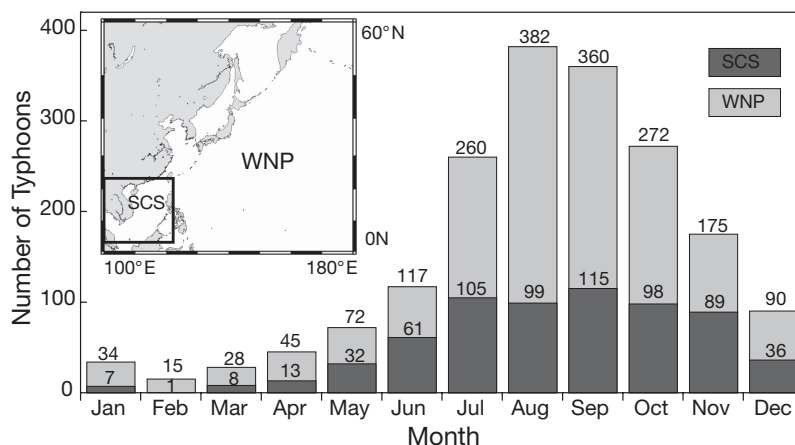 Number of Typhoons
400
300
200
100
0
60°N
WNP
SCS
0N
100°E 180°E
SCS
WNP
34
7
15
1
28
8
45
13
72
32
117
61
260
105
382
99
360
115
272
98
175
89
90
36
Jan Feb Mar Apr May Jun Jul Aug Sep Oct Nov Dec
Month